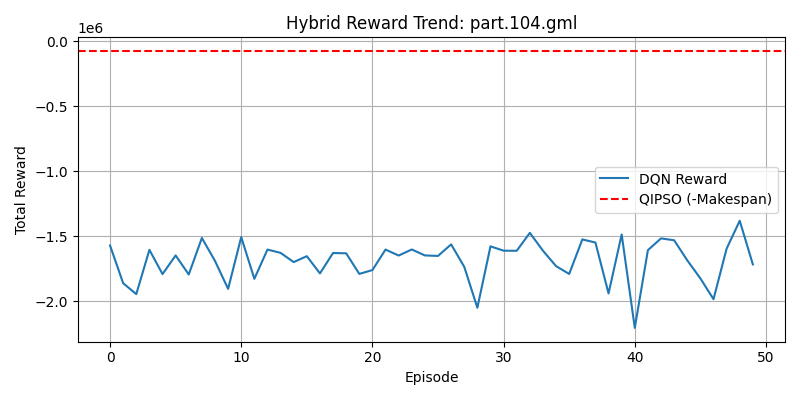 Hybrid Reward Trend: part.104.gml
1e6
0.0
−0.5
−1.0
−1.5
−2.0
Total Reward
DQN Reward
QIPSO (-Makespan)
0 10 20 30 40 50
Episode